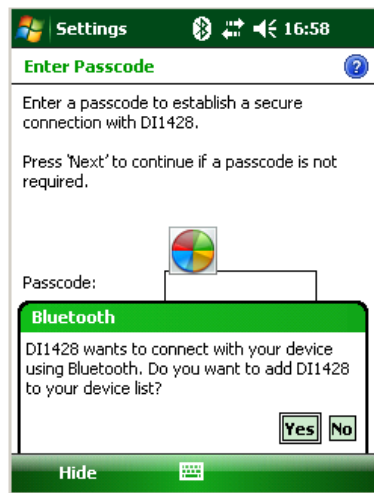 Settings 16:58
Enter Passcode ?
Enter a passcode to establish a secure
connection with DI1428.
Press 'Next' to continue if a passcode is not
required.
Passcode:
Bluetooth
DI1428 wants to connect with your device
using Bluetooth. Do you want to add DI1428
to your device list?
Yes No
Hide